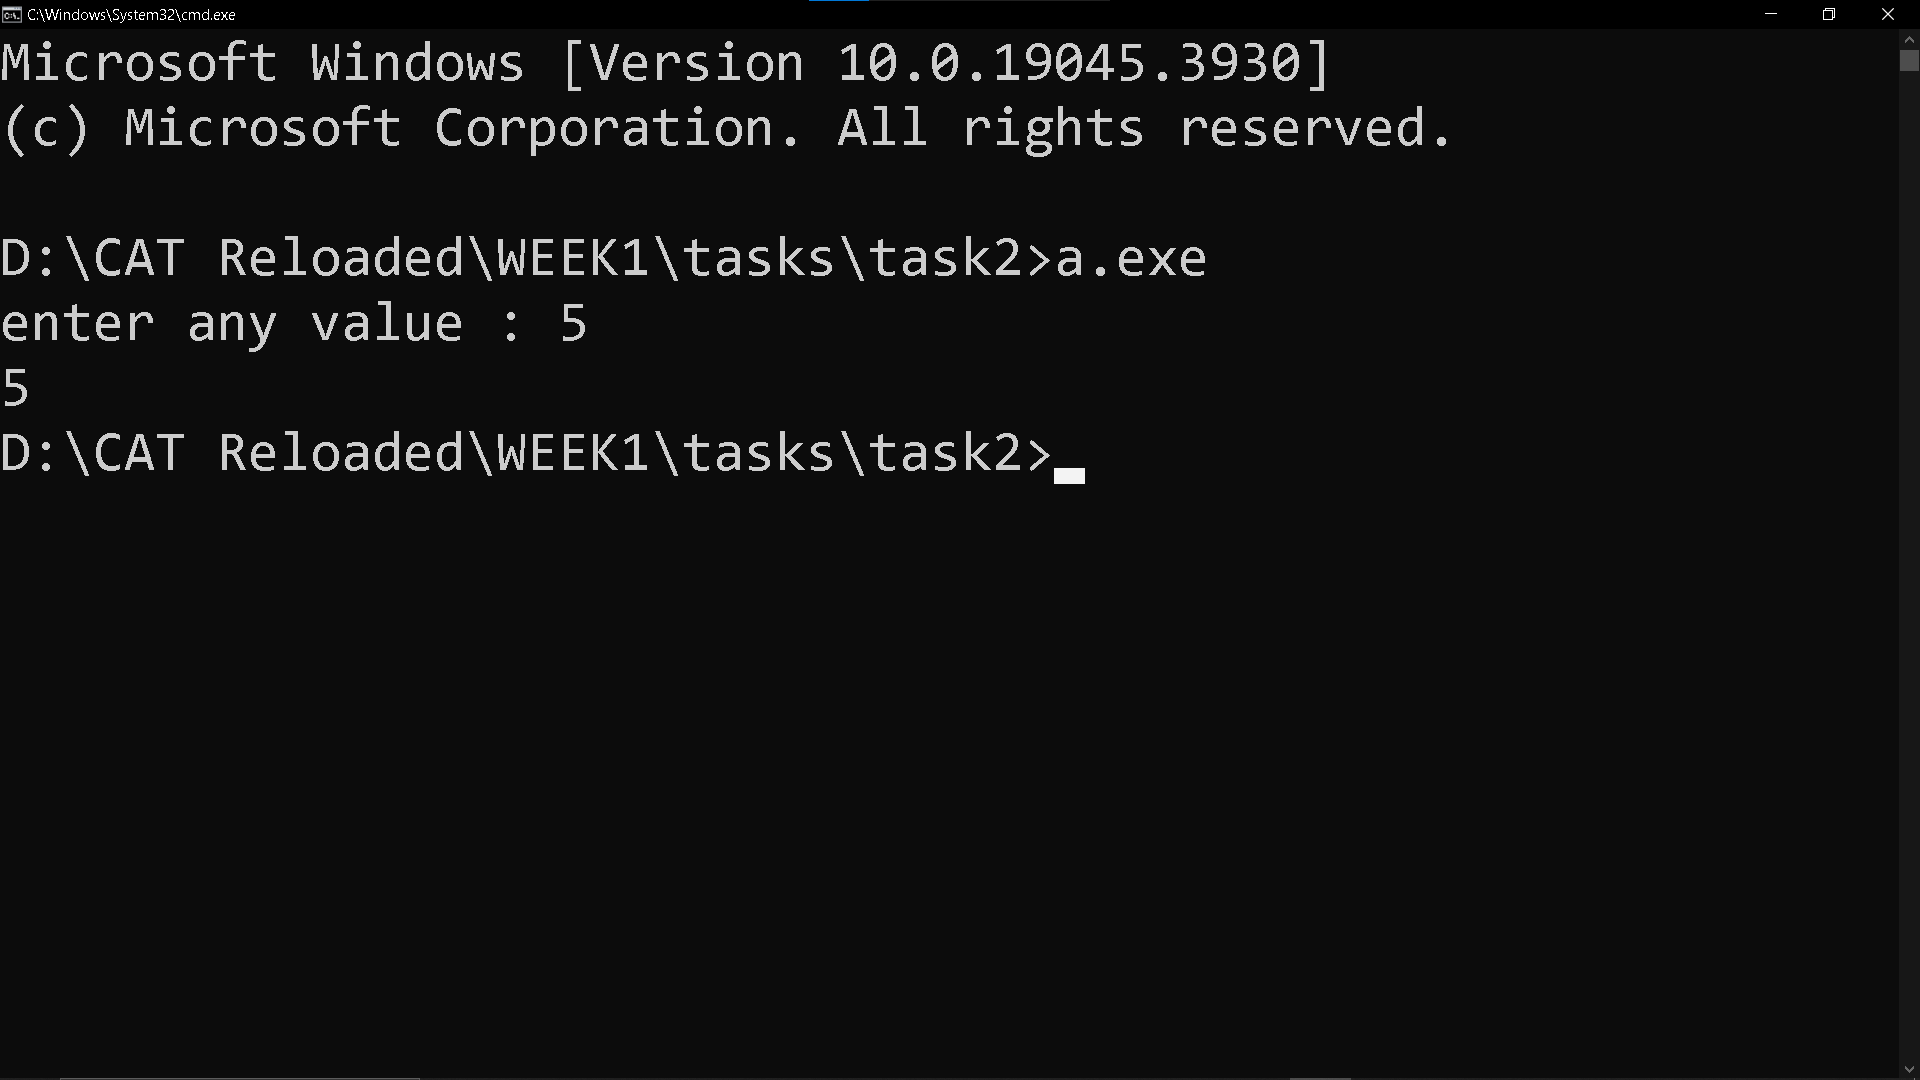 C:\Windows\System32\cmd.exe
Microsoft Windows [Version 10.0.19045.3930]
(c) Microsoft Corporation. All rights reserved.
D:\CAT Reloaded\WEEK1\tasks\task2>a.exe
enter any value : 5
5
D:\CAT Reloaded\WEEK1\tasks\task2>